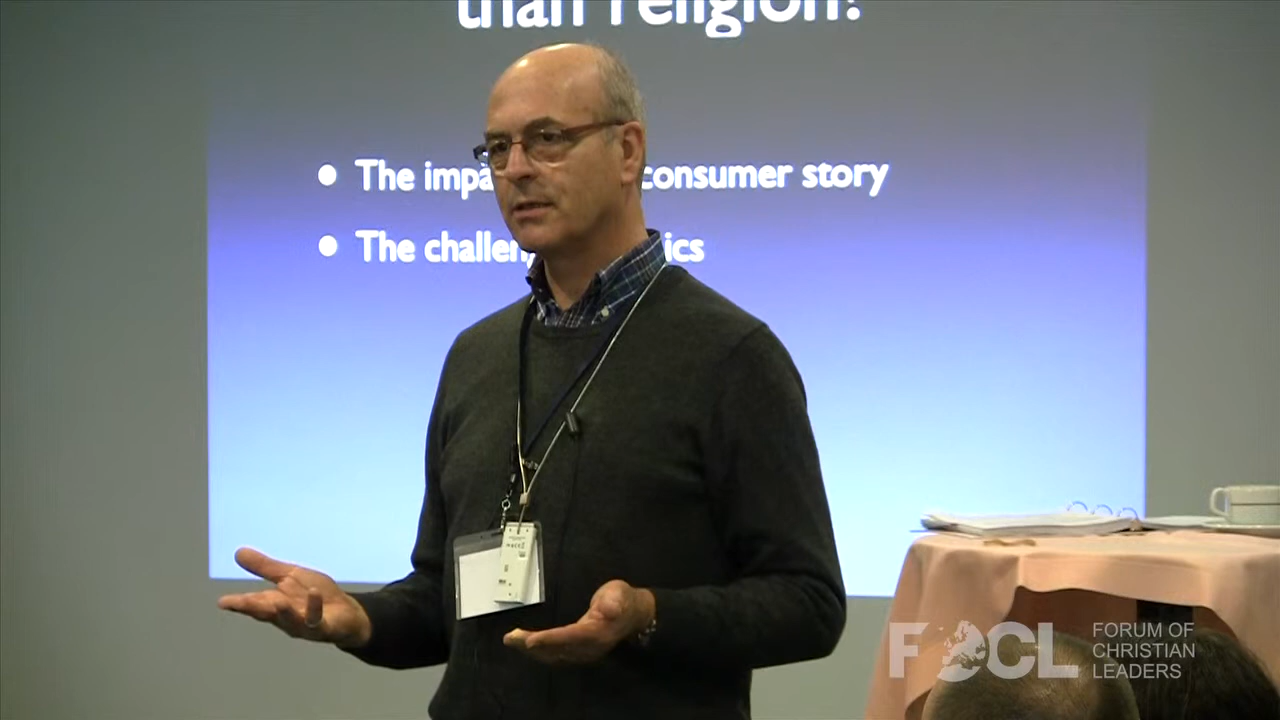 than religion?
The impa consumer story
The challen ics
FOCL
FORUM OF
CHRISTIAN
LEADERS